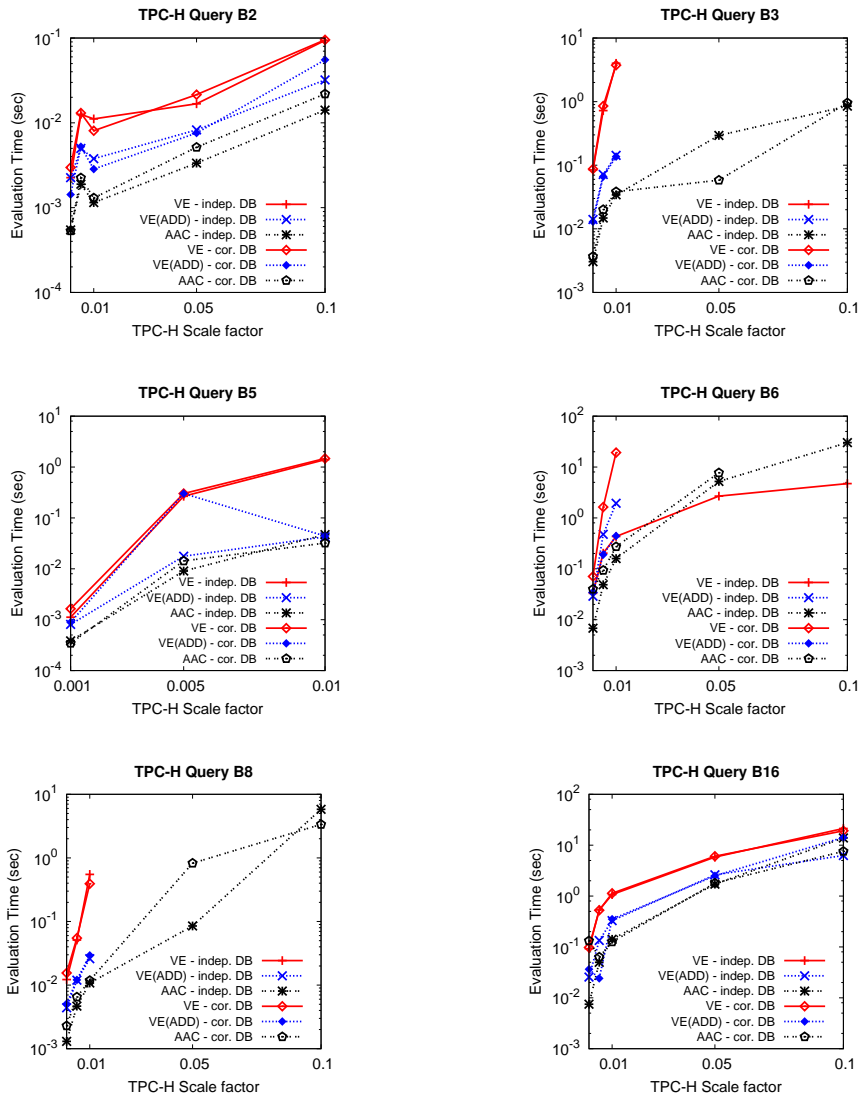 TPC-H Query B2
10^-1
10^-2
10^-3
10^-4
Evaluation Time (sec)
VE - indep. DB
VE(ADD) - indep. DB
AAC - indep. DB
VE - cor. DB
VE(ADD) - cor. DB
AAC - cor. DB
0.01 0.05 0.1
TPC-H Scale factor
TPC-H Query B3
10^1
10^0
10^-1
10^-2
10^-3
Evaluation Time (sec)
VE - indep. DB
VE(ADD) - indep. DB
AAC - indep. DB
VE - cor. DB
VE(ADD) - cor. DB
AAC - cor. DB
0.01 0.05 0.1
TPC-H Scale factor
TPC-H Query B5
10^1
10^0
10^-1
10^-2
10^-3
10^-4
Evaluation Time (sec)
VE - indep. DB
VE(ADD) - indep. DB
AAC - indep. DB
VE - cor. DB
VE(ADD) - cor. DB
AAC - cor. DB
0.001 0.005 0.01
TPC-H Scale factor
TPC-H Query B6
10^2
10^1
10^0
10^-1
10^-2
10^-3
Evaluation Time (sec)
VE - indep. DB
VE(ADD) - indep. DB
AAC - indep. DB
VE - cor. DB
VE(ADD) - cor. DB
AAC - cor. DB
0.01 0.05 0.1
TPC-H Scale factor
TPC-H Query B8
10^1
10^0
10^-1
10^-2
10^-3
Evaluation Time (sec)
VE - indep. DB
VE(ADD) - indep. DB
AAC - indep. DB
VE - cor. DB
VE(ADD) - cor. DB
AAC - cor. DB
0.01 0.05 0.1
TPC-H Scale factor
TPC-H Query B16
10^2
10^1
10^0
10^-1
10^-2
10^-3
Evaluation Time (sec)
VE - indep. DB
VE(ADD) - indep. DB
AAC - indep. DB
VE - cor. DB
VE(ADD) - cor. DB
AAC - cor. DB
0.01 0.05 0.1
TPC-H Scale factor